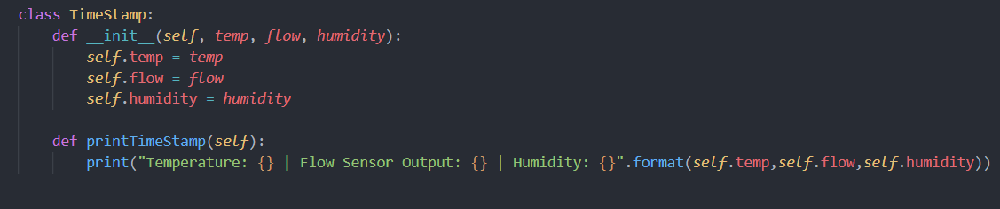 class TimeStamp:
    def __init__(self, temp, flow, humidity):
        self.temp = temp
        self.flow = flow
        self.humidity = humidity
    def printTimeStamp(self):
        print("Temperature: {} | Flow Sensor Output: {} | Humidity: {}".format(self.temp,self.flow,self.humidity))